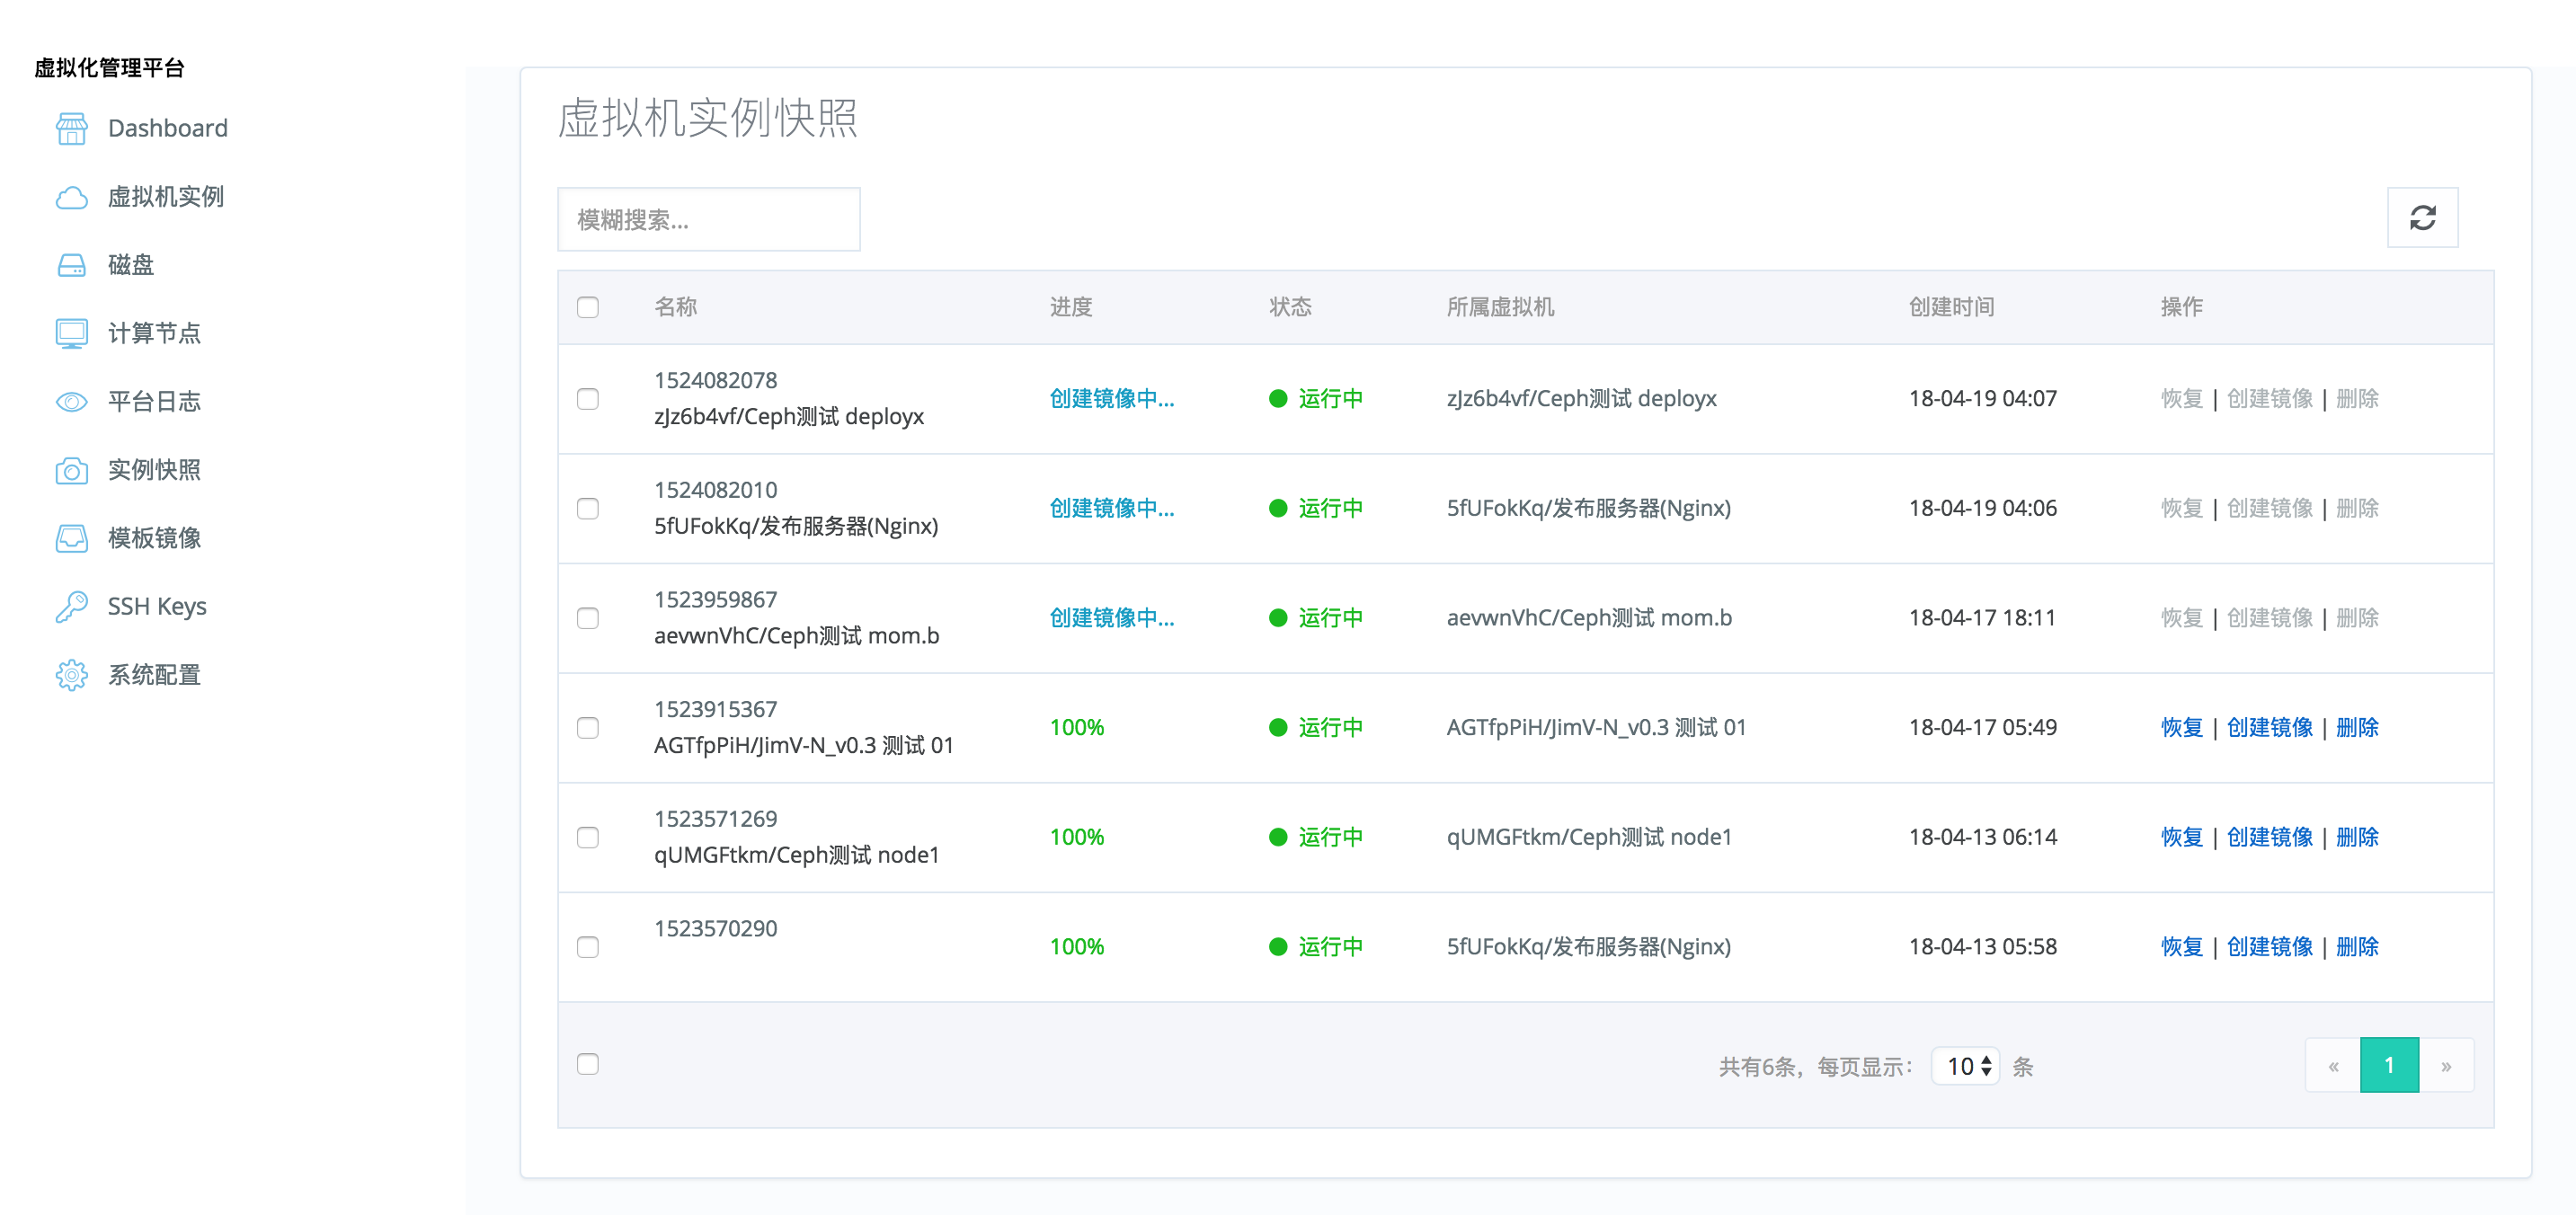 虚拟化管理平台
Dashboard
虚拟机实例
磁盘
计算节点
平台日志
实例快照
模板镜像
SSH Keys
系统配置
虚拟机实例快照
模糊搜索...
名称 进度 状态 所属虚拟机 创建时间 操作
1524082078
zJz6b4vf/Ceph测试 deployx 创建镜像中... 运行中 zJz6b4vf/Ceph测试 deployx 18-04-19 04:07 恢复 | 创建镜像 | 删除
1524082010
5fUFokKq/发布服务器(Nginx) 创建镜像中... 运行中 5fUFokKq/发布服务器(Nginx) 18-04-19 04:06 恢复 | 创建镜像 | 删除
1523959867
aevwnVhC/Ceph测试 mom.b 创建镜像中... 运行中 aevwnVhC/Ceph测试 mom.b 18-04-17 18:11 恢复 | 创建镜像 | 删除
1523915367
AGTfpPiH/JimV-N_v0.3 测试 01 100% 运行中 AGTfpPiH/JimV-N_v0.3 测试 01 18-04-17 05:49 恢复 | 创建镜像 | 删除
1523571269
qUMGFtkm/Ceph测试 node1 100% 运行中 qUMGFtkm/Ceph测试 node1 18-04-13 06:14 恢复 | 创建镜像 | 删除
1523570290
100% 运行中 5fUFokKq/发布服务器(Nginx) 18-04-13 05:58 恢复 | 创建镜像 | 删除
共有6条，每页显示： 10 条 « 1 »